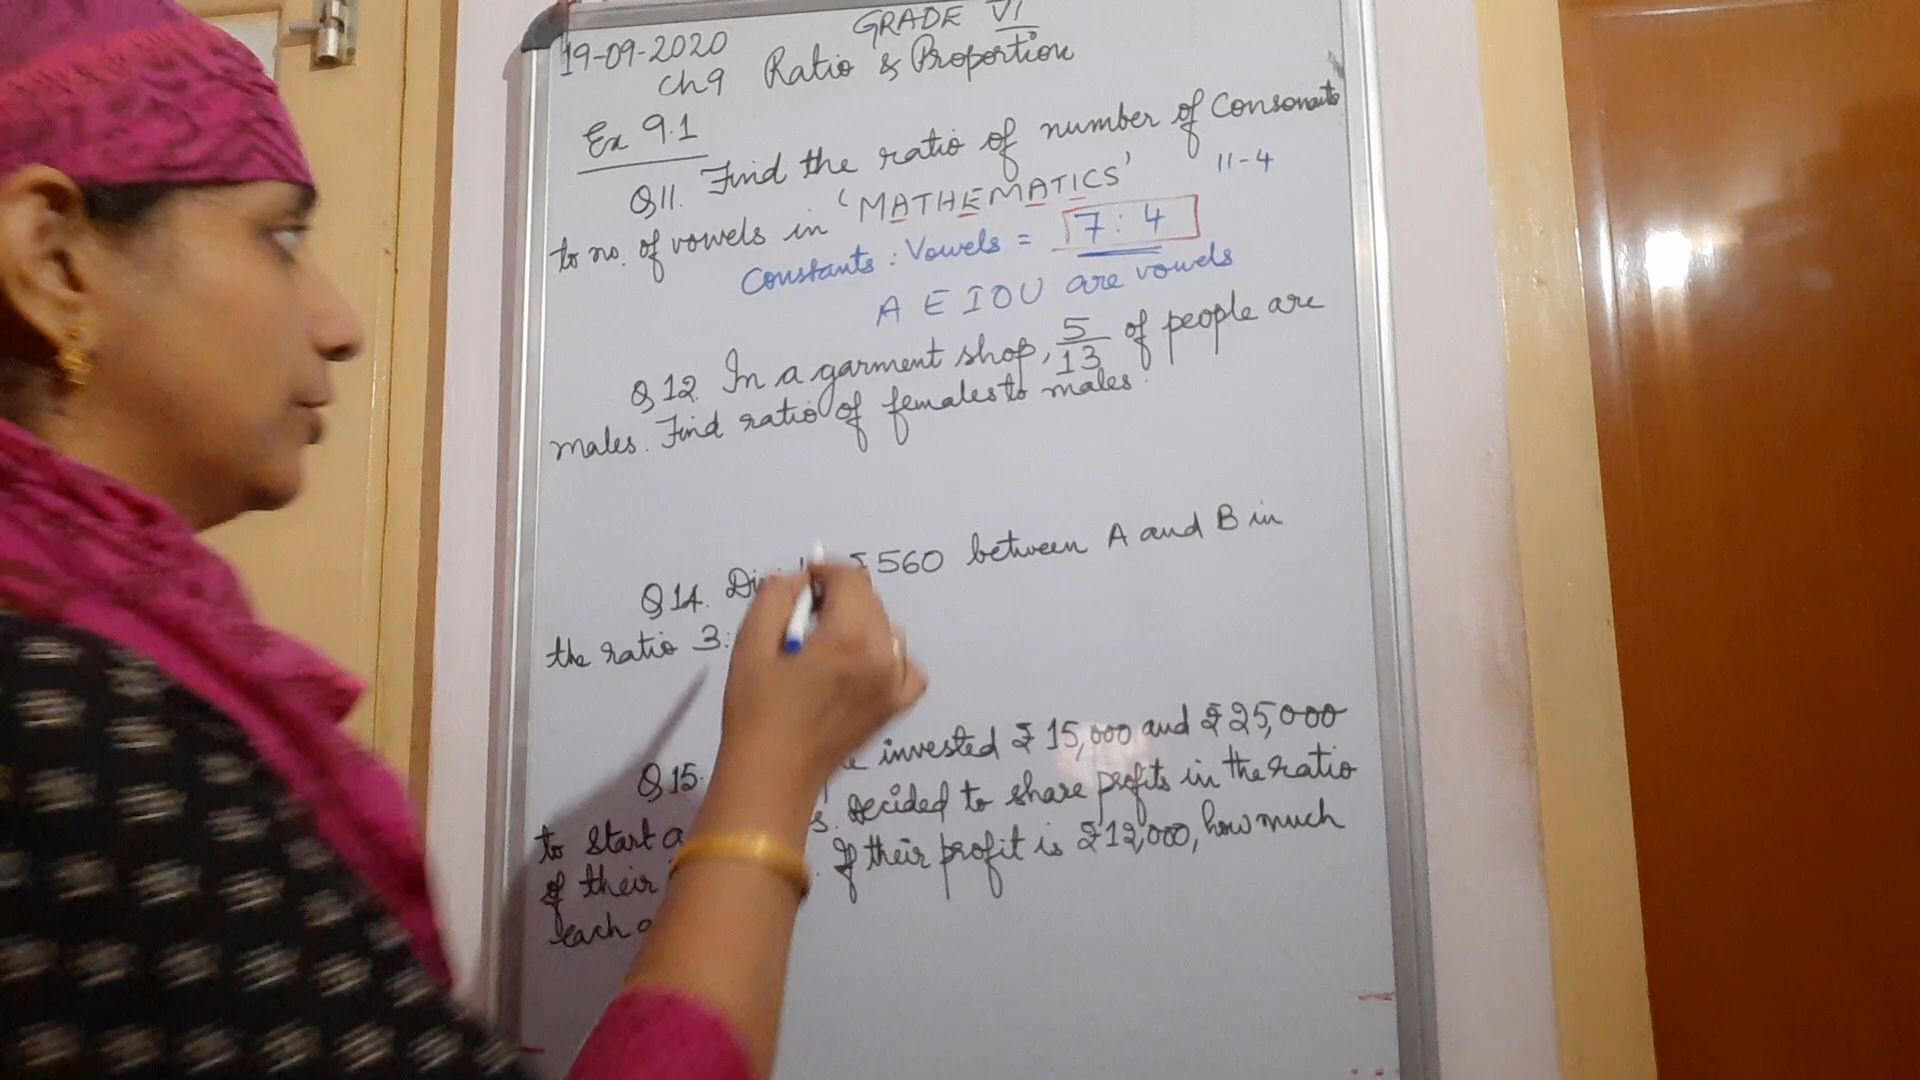 GRADE VI
19-09-2020
Ch 9 Ratio & Proportion
Ex 9.1
Q11. Find the ratio of number of Consonants
to no. of vowels in 'MATHEMATICS' 11-4
Constants : Vowels = 7 : 4
A E I O U are vowels
Q12. In a garment shop, 5/13 of people are
males. Find ratio of females to males.
Q14. ₹560 between A and B in
the ratio 3:
Q15. invested ₹15,000 and ₹25,000
to start a decided to share profits in the ratio
of their If their profit is ₹12,000, how much
each